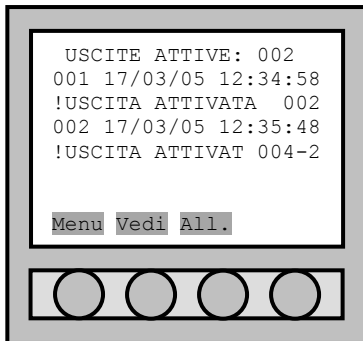 USCITE ATTIVE: 002
001 17/03/05 12:34:58
!USCITA ATTIVATA 002
002 17/03/05 12:35:48
!USCITA ATTIVAT 004-2
Menu Vedi All.